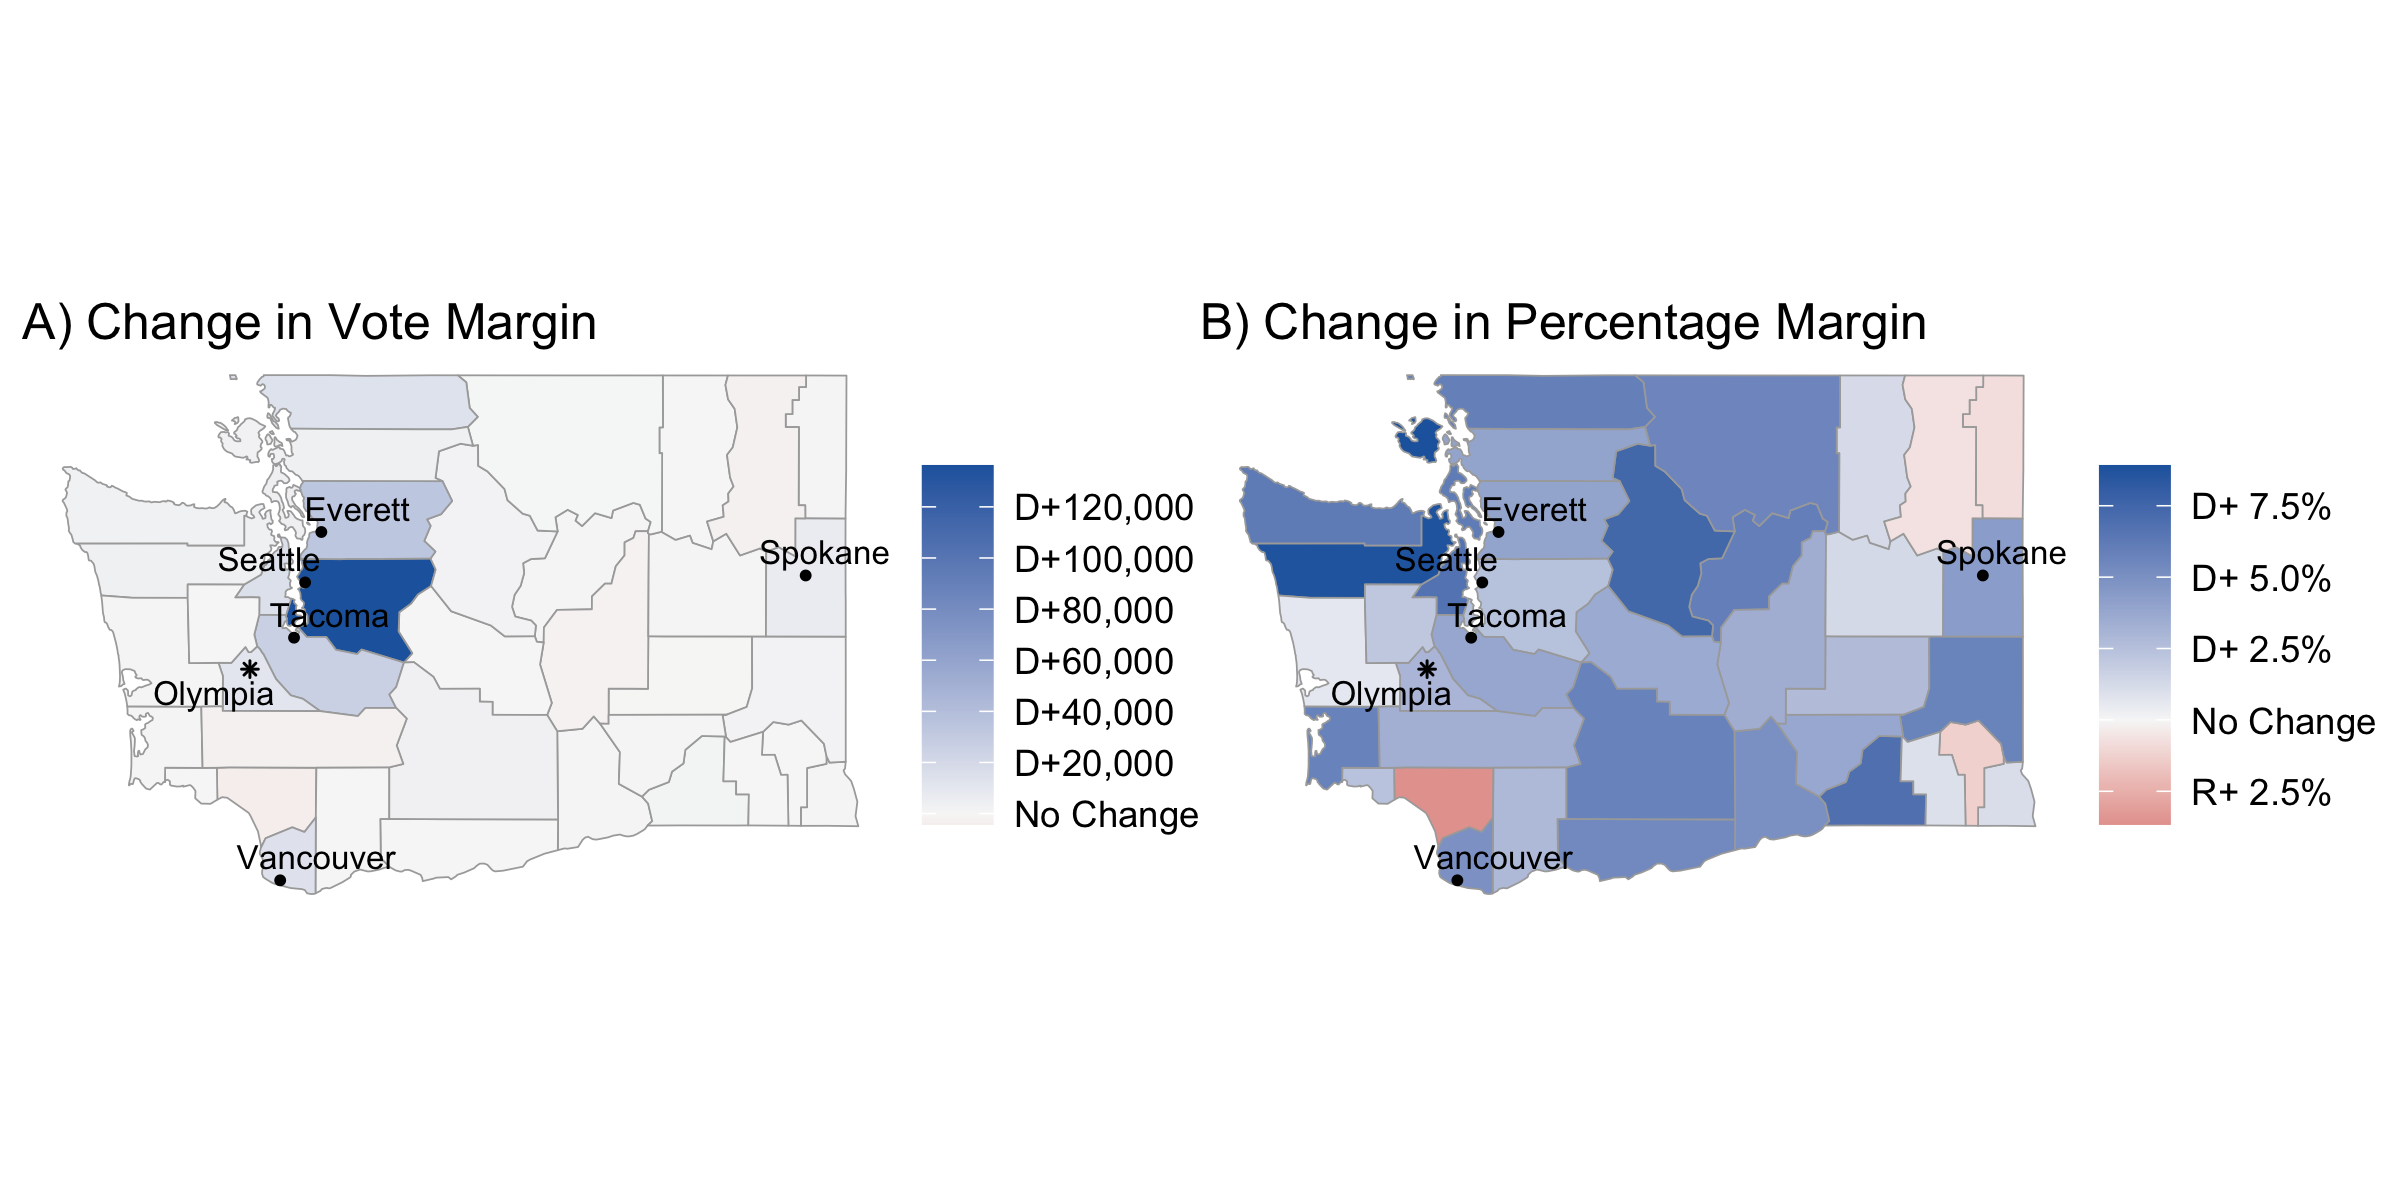 A) Change in Vote Margin
Everett
Seattle
Spokane
Tacoma
Olympia
Vancouver
D+120,000
D+100,000
D+80,000
D+60,000
D+40,000
D+20,000
No Change
B) Change in Percentage Margin
Everett
Seattle
Spokane
Tacoma
Olympia
Vancouver
D+ 7.5%
D+ 5.0%
D+ 2.5%
No Change
R+ 2.5%